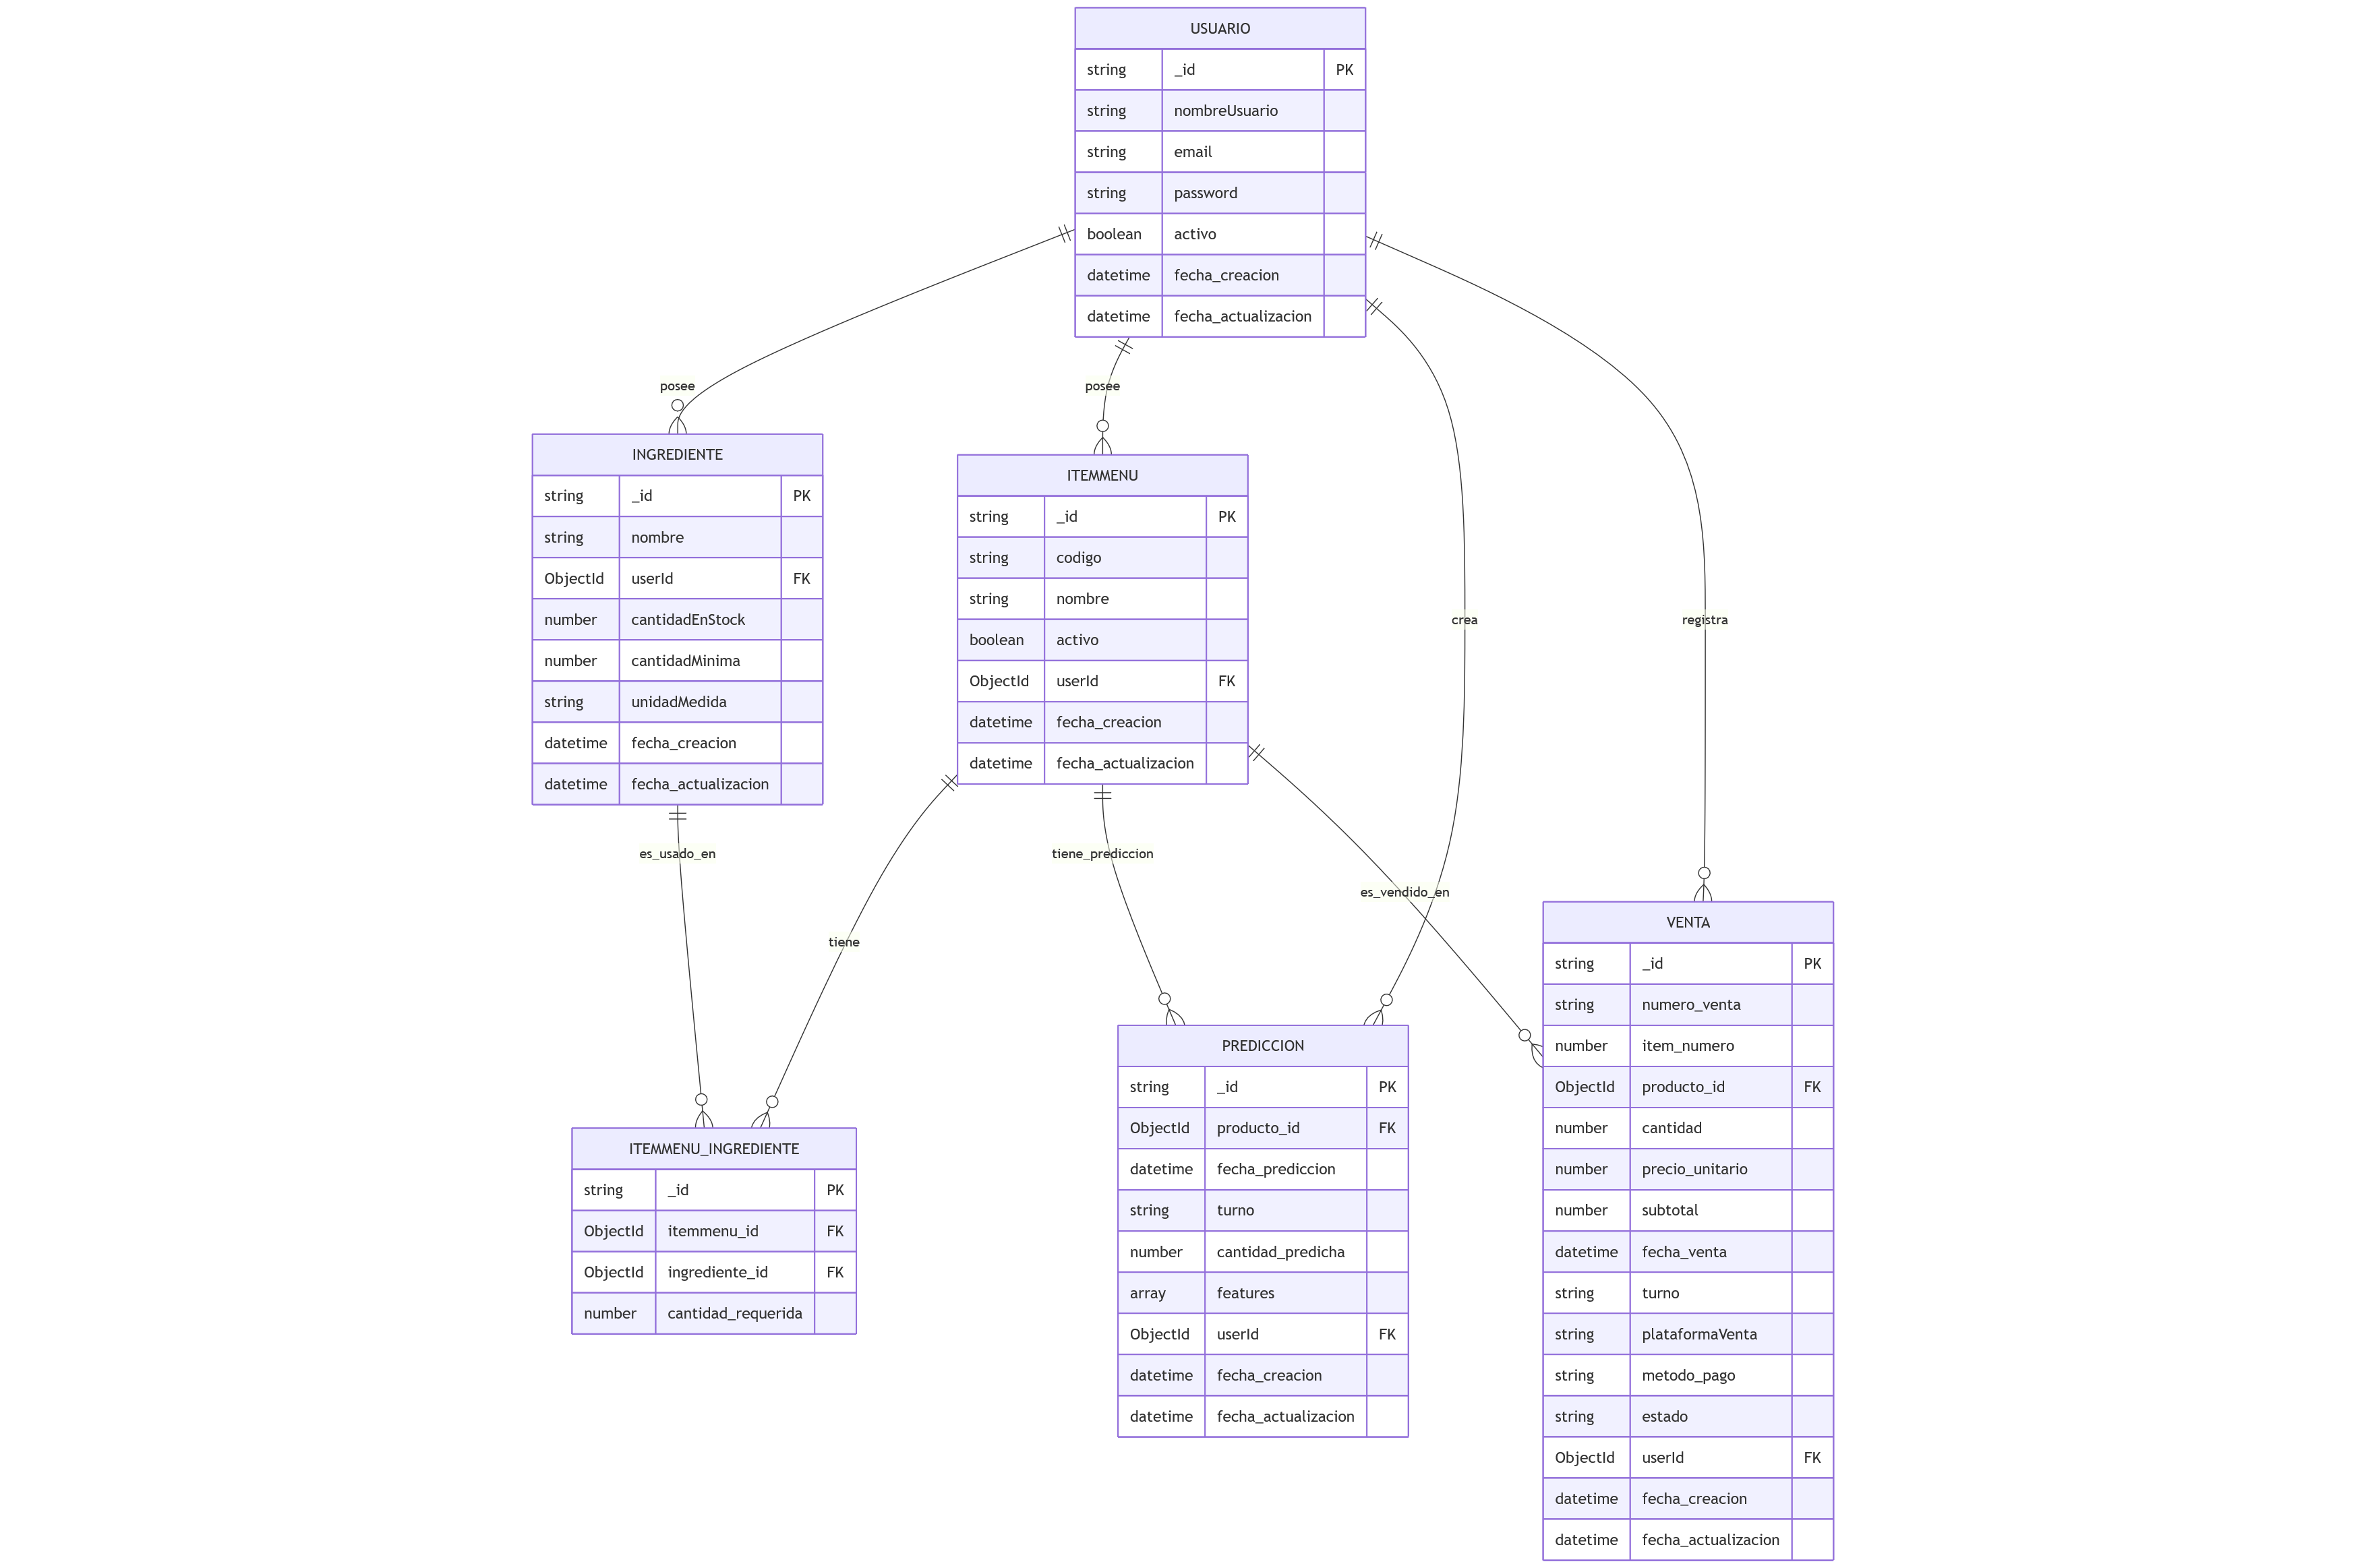 USUARIO
string _id PK
string nombreUsuario
string email
string password
boolean activo
datetime fecha_creacion
datetime fecha_actualizacion
posee
posee
crea
registra
INGREDIENTE
string _id PK
string nombre
ObjectId userId FK
number cantidadEnStock
number cantidadMinima
string unidadMedida
datetime fecha_creacion
datetime fecha_actualizacion
ITEMMENU
string _id PK
string codigo
string nombre
boolean activo
ObjectId userId FK
datetime fecha_creacion
datetime fecha_actualizacion
es_usado_en
tiene
tiene_prediccion
es_vendido_en
ITEMMENU_INGREDIENTE
string _id PK
ObjectId itemmenu_id FK
ObjectId ingrediente_id FK
number cantidad_requerida
PREDICCION
string _id PK
ObjectId producto_id FK
datetime fecha_prediccion
string turno
number cantidad_predicha
array features
ObjectId userId FK
datetime fecha_creacion
datetime fecha_actualizacion
VENTA
string _id PK
string numero_venta
number item_numero
ObjectId producto_id FK
number cantidad
number precio_unitario
number subtotal
datetime fecha_venta
string turno
string plataformaVenta
string metodo_pago
string estado
ObjectId userId FK
datetime fecha_creacion
datetime fecha_actualizacion